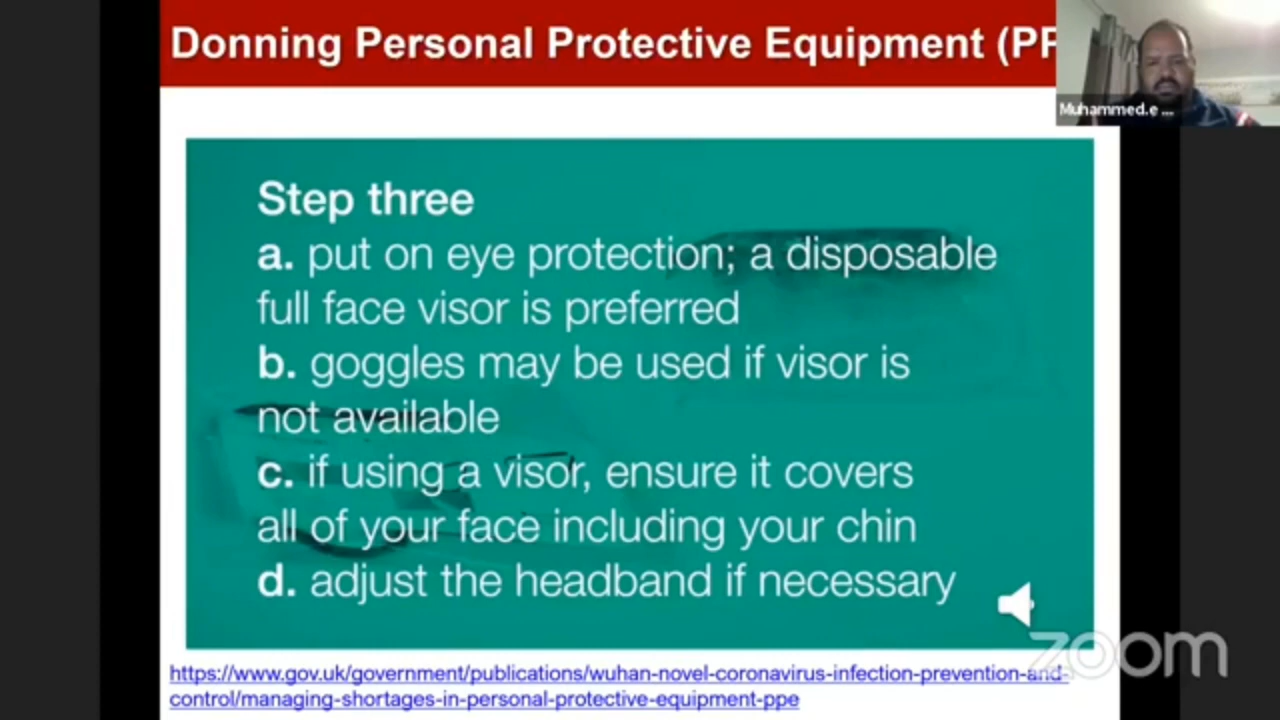 Donning Personal Protective Equipment (PP
Muhammed.e ...
Step three
a. put on eye protection; a disposable
full face visor is preferred
b. goggles may be used if visor is
not available
c. if using a visor, ensure it covers
all of your face including your chin
d. adjust the headband if necessary
zoom
https://www.gov.uk/government/publications/wuhan-novel-coronavirus-infection-prevention-and-
control/managing-shortages-in-personal-protective-equipment-ppe